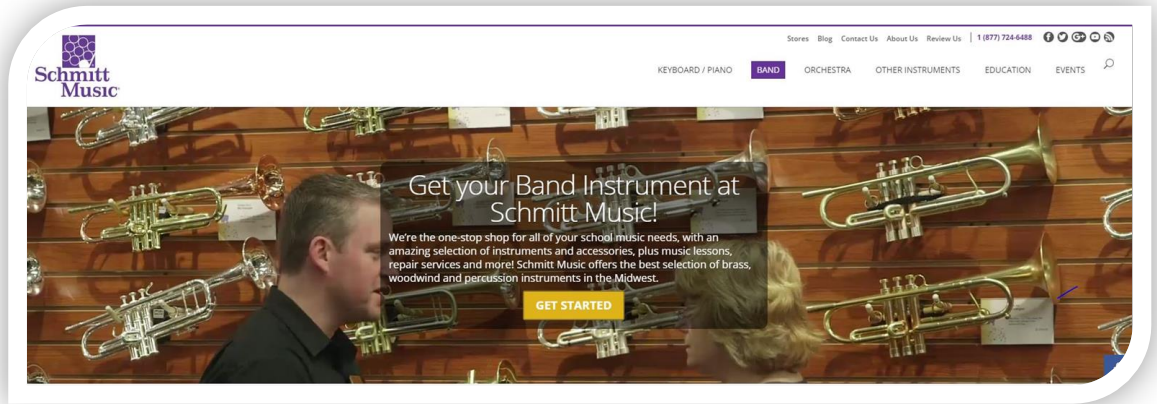 Schmitt
Music
Stores Blog Contact Us About Us Review Us | 1 (877) 724-6488
KEYBOARD / PIANO BAND ORCHESTRA OTHER INSTRUMENTS EDUCATION EVENTS
Get your Band Instrument at
Schmitt Music!
We're the one-stop shop for all of your school music needs, with an
amazing selection of instruments and accessories, plus music lessons,
repair services and more! Schmitt Music offers the best selection of brass,
woodwind and percussion instruments in the Midwest.
GET STARTED